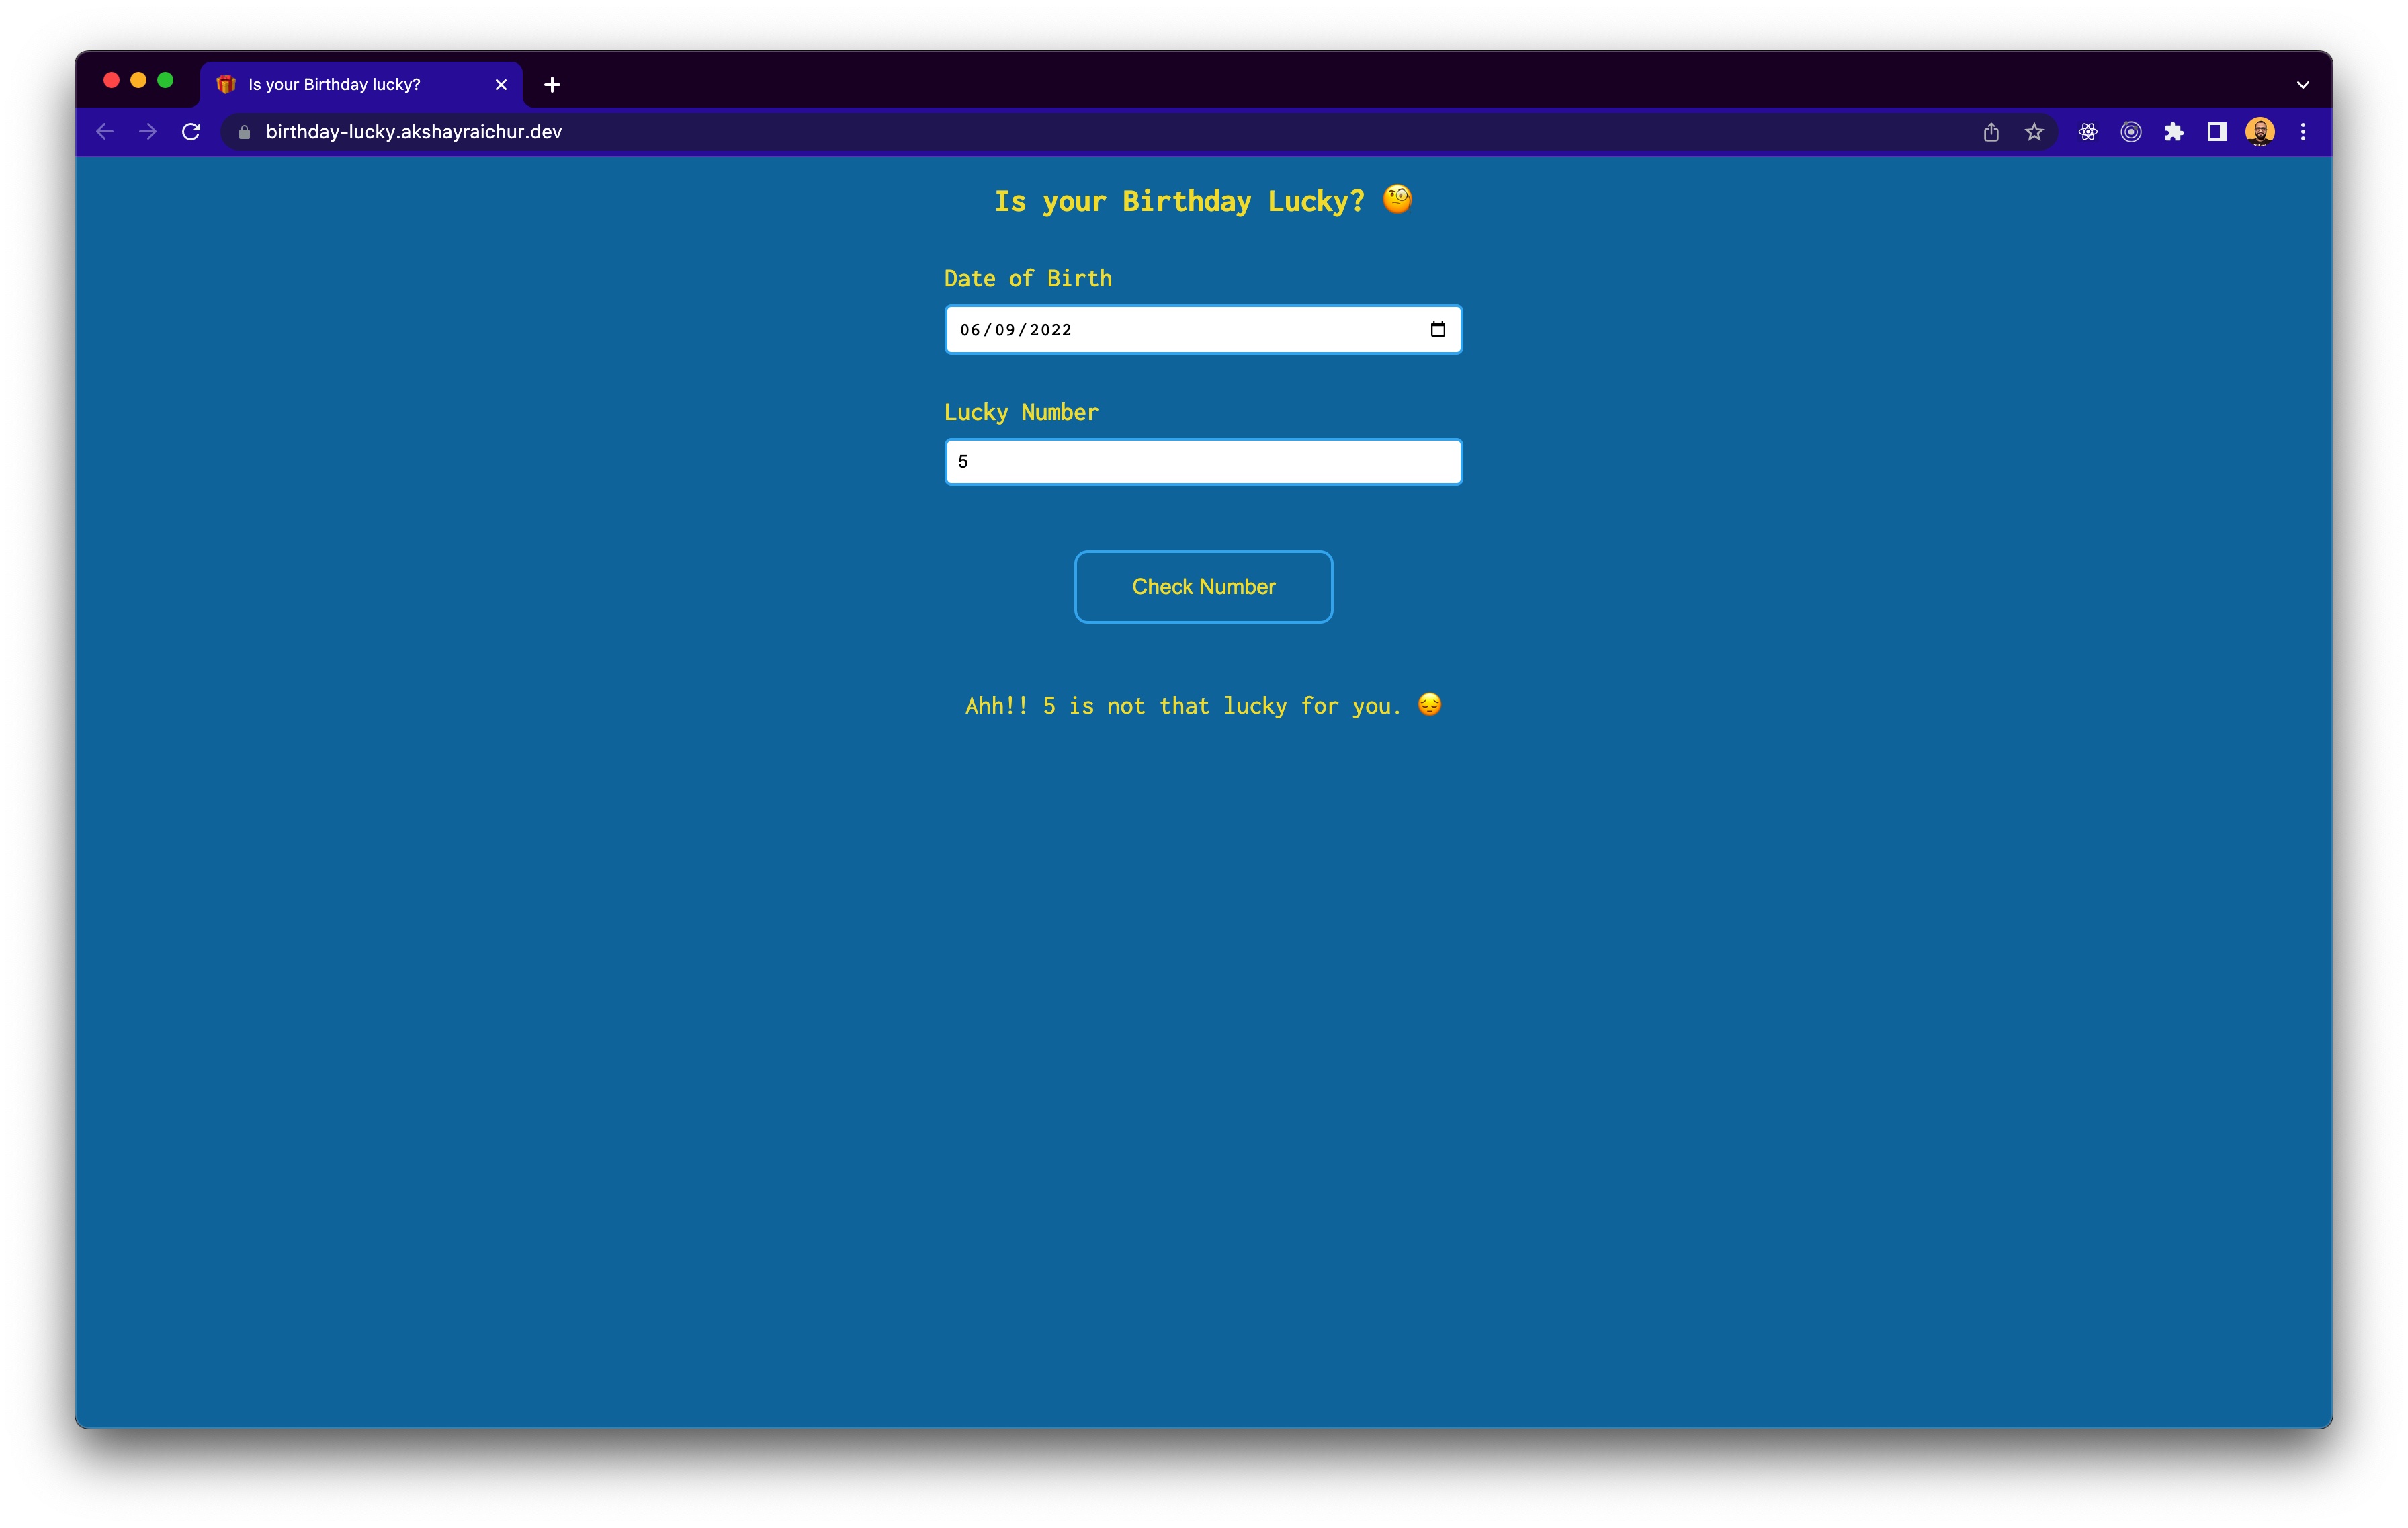 Is your Birthday lucky?
birthday-lucky.akshayraichur.dev
Is your Birthday Lucky? 🧐
Date of Birth
06/09/2022
Lucky Number
5
Check Number
Ahh!! 5 is not that lucky for you. 😔